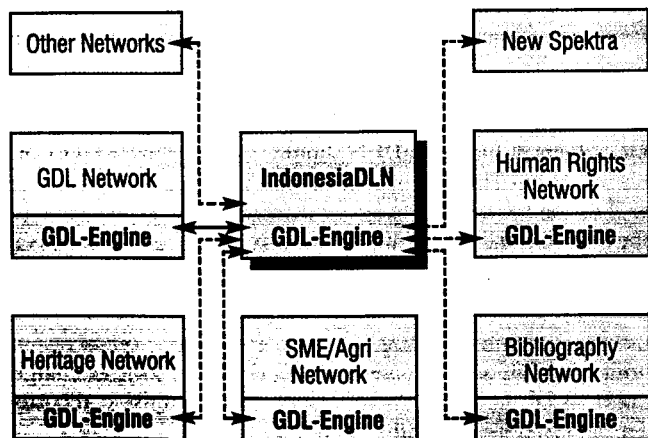 Other Networks
New Spektra
GDL Network
GDL-Engine
IndonesiaDLN
GDL-Engine
Human Rights
Network
GDL-Engine
Heritage Network
GDL-Engine
SME/Agri
Network
GDL-Engine
Bibliography
Network
GDL-Engine